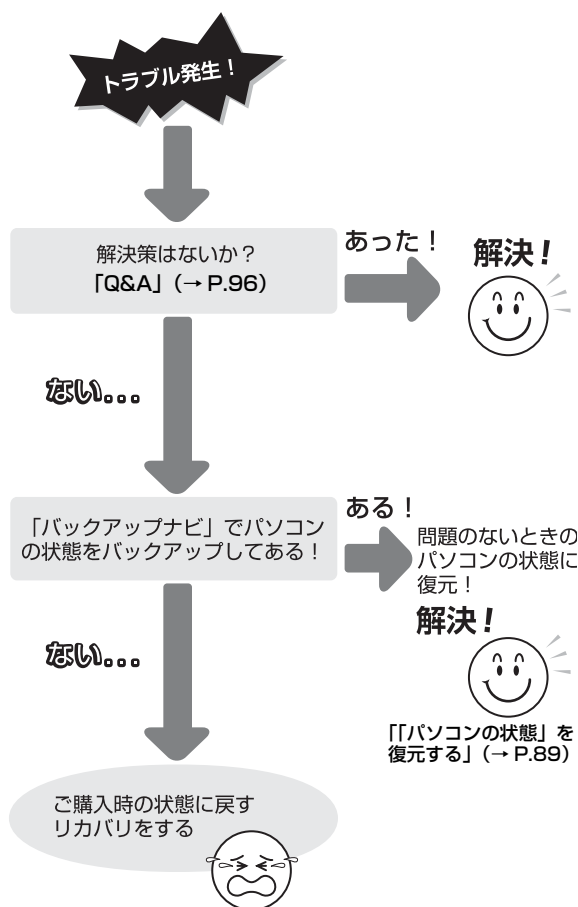 トラブル発生！
解決策はないか？
「Q&A」（→ P.96）
あった！
解決！
ない...
「バックアップナビ」でパソコン
の状態をバックアップしてある！
ある！
問題のないときの
パソコンの状態に
復元！
解決！
「「パソコンの状態」を
復元する」（→ P.89）
ない...
ご購入時の状態に戻す
リカバリをする